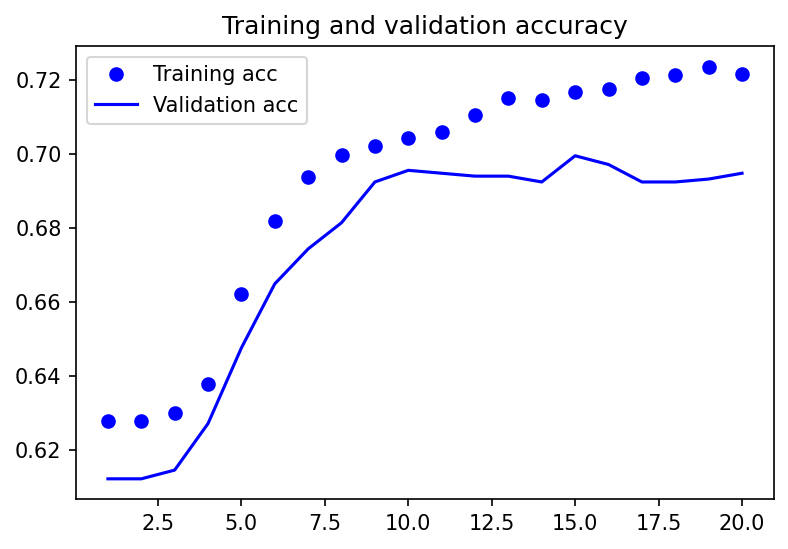 Training and validation accuracy
Training acc
Validation acc
0.72
0.70
0.68
0.66
0.64
0.62
2.5 5.0 7.5 10.0 12.5 15.0 17.5 20.0